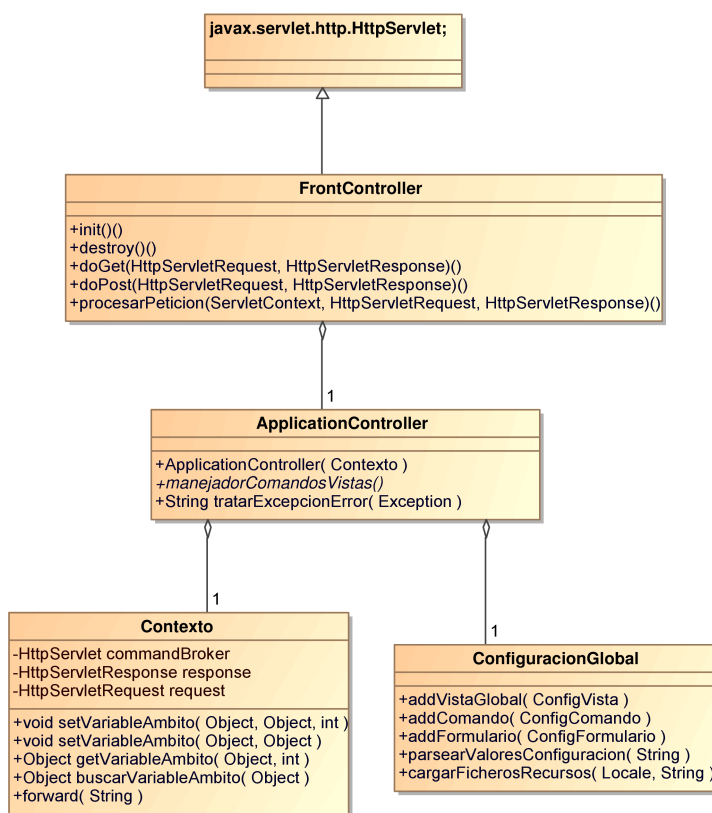 javax.servlet.http.HttpServlet;
FrontController
+init()()
+destroy()()
+doGet(HttpServletRequest, HttpServletResponse)()
+doPost(HttpServletRequest, HttpServletResponse)()
+procesarPeticion(ServletContext, HttpServletRequest, HttpServletResponse)()
1
ApplicationController
+ApplicationController( Contexto )
+manejadorComandosVistas()
+String tratarExcepcionError( Exception )
1
Contexto
-HttpServlet commandBroker
-HttpServletResponse response
-HttpServletRequest request
+void setVariableAmbito( Object, Object, int )
+void setVariableAmbito( Object, Object )
+Object getVariableAmbito( Object, int )
+Object buscarVariableAmbito( Object )
+forward( String )
1
ConfiguracionGlobal
+addVistaGlobal( ConfigVista )
+addComando( ConfigComando )
+addFormulario( ConfigFormulario )
+parsearValoresConfiguracion( String )
+cargarFicherosRecursos( Locale, String )